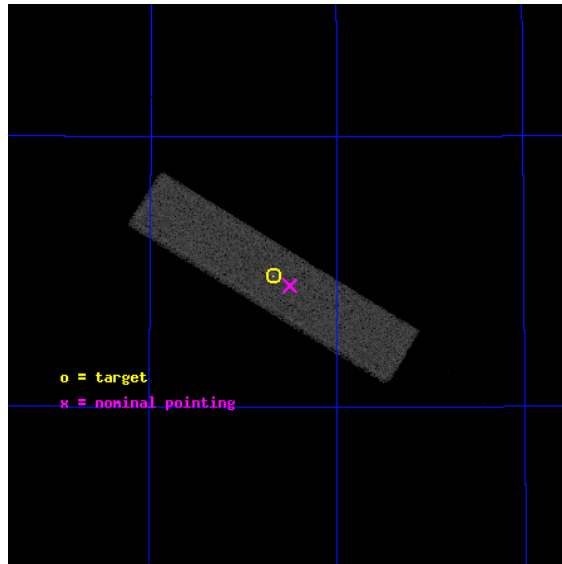 o = target
x = nominal pointing